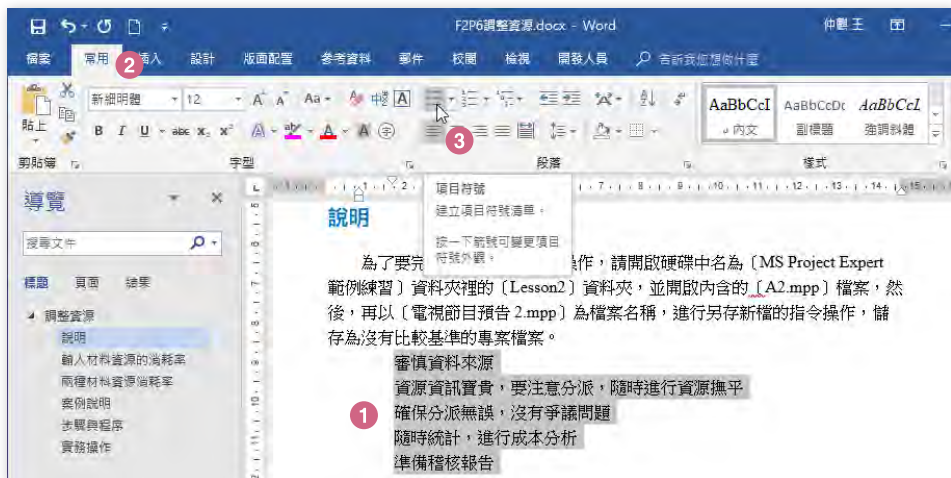 F2P6調整資源.docx - Word
檔案 常用 插入 設計 版面配置 參考資料 郵件 校閱 檢視 開發人員 告訴我您想做什麼
2
新細明體 12 A A Aa
貼上 B I U abc x₂ x² A A A
3
AaBbCcI AaBbCcDc AaBbCcL
內文 副標題 強調斜體
剪貼簿 字型 段落 樣式
導覽
搜尋文件
標題 頁面 結果
調整資源
說明
輸入材料資源的消耗率
兩種材料資源消耗率
案例說明
步驟與程序
實務操作
項目符號
建立項目符號清單。
按一下箭號可變更項目
符號外觀。
說明
為了要完 作,請開啟硬碟中名為〔MS Project Expert
範例練習〕資料夾裡的〔Lesson2〕資料夾,並開啟內含的〔A2.mpp〕檔案,然
後,再以〔電視節目預告 2.mpp〕為檔案名稱,進行另存新檔的指令操作,儲
存為沒有比較基準的專案檔案。
審慎資料來源
資源資訊寶貴,要注意分派,隨時進行資源撫平
1
確保分派無誤,沒有爭議問題
隨時統計,進行成本分析
準備稽核報告